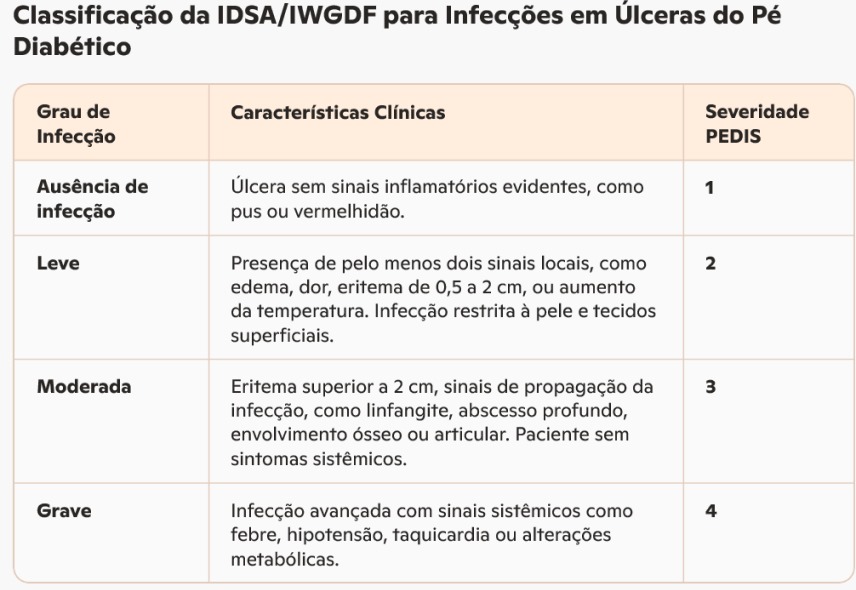 Classificação da IDSA/IWGDF para Infecções em Úlceras do Pé
Diabético
Grau de
Infecção
Características Clínicas
Severidade
PEDIS
Ausência de
infecção
Úlcera sem sinais inflamatórios evidentes, como
pus ou vermelhidão.
1
Leve
Presença de pelo menos dois sinais locais, como
edema, dor, eritema de 0,5 a 2 cm, ou aumento
da temperatura. Infecção restrita à pele e tecidos
superficiais.
2
Moderada
Eritema superior a 2 cm, sinais de propagação da
infecção, como linfangite, abscesso profundo,
envolvimento ósseo ou articular. Paciente sem
sintomas sistêmicos.
3
Grave
Infecção avançada com sinais sistêmicos como
febre, hipotensão, taquicardia ou alterações
metabólicas.
4